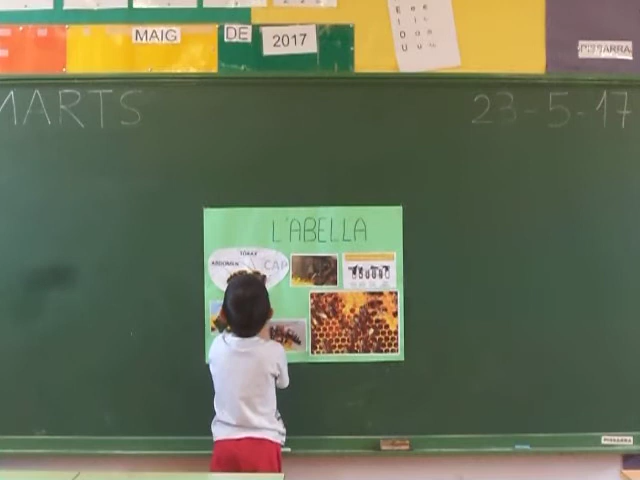 MAIG
DE
2017
PISSARRA
E
I
O
U
MARTS
23-5-17
L'ABELLA
TÒRAX
ABDOMEN
CAP
PISSARRA